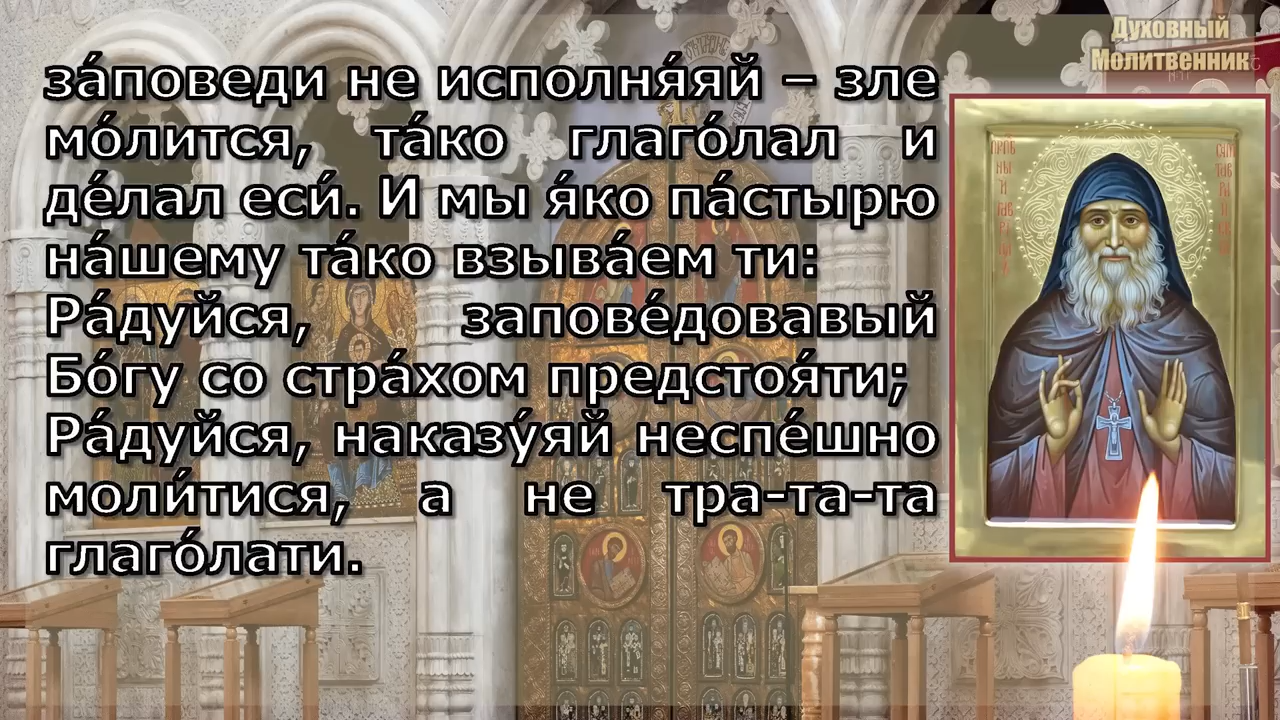 за́поведи не исполня́яй – зле
мо́лится, та́ко глаго́лал и
де́лал еси́. И мы я́ко па́стырю
на́шему та́ко взыва́ем ти:
Ра́дуйся, запове́довавый
Бо́гу со стра́хом предстоя́ти;
Ра́дуйся, наказу́яй неспе́шно
моли́тися, а не тра-та-та
глаго́лати.
Духовный
Молитвенник